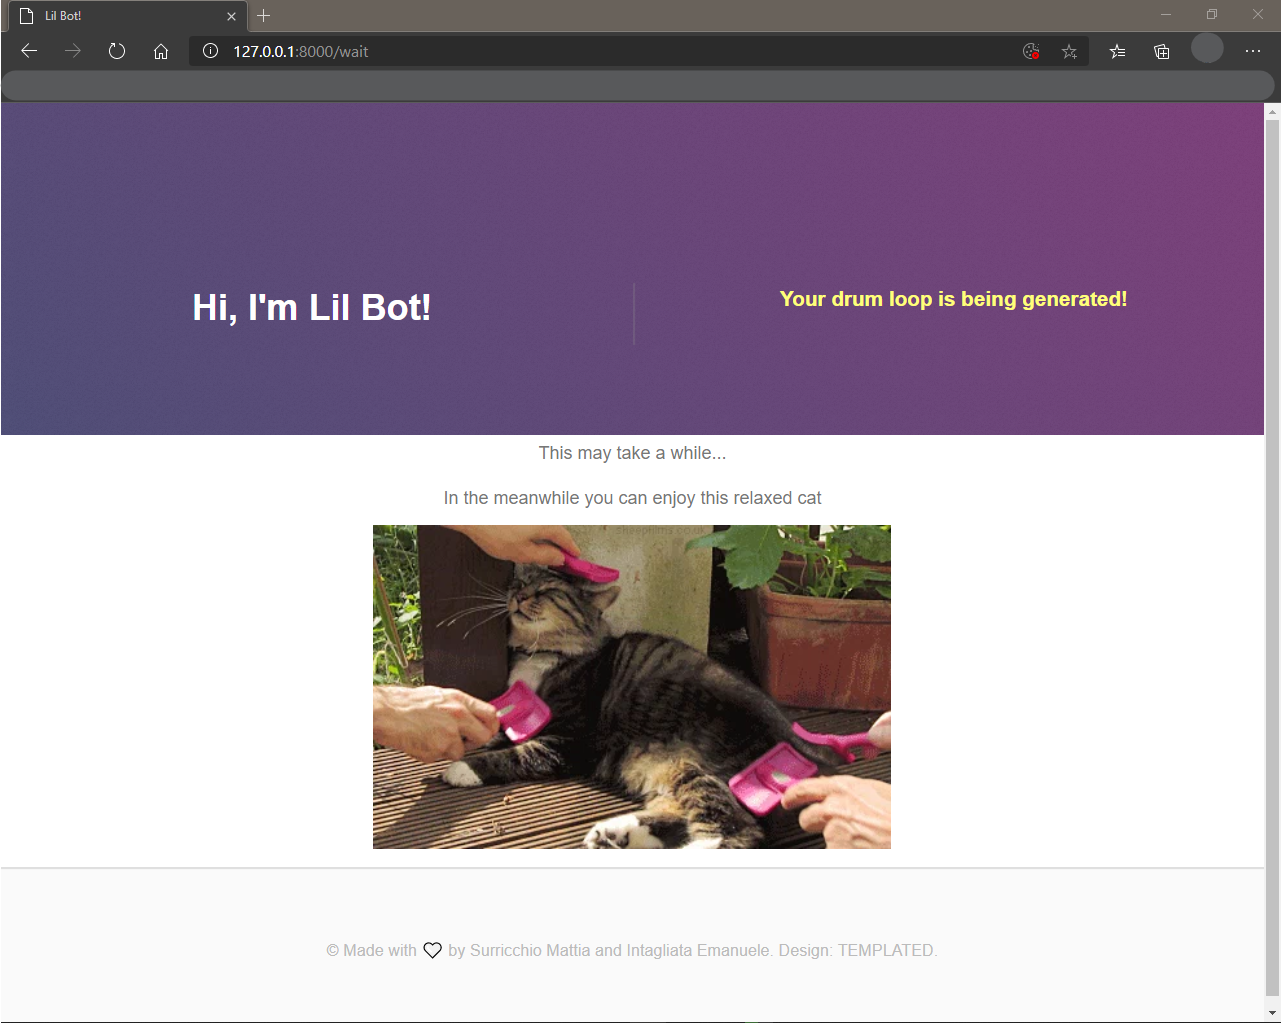 Lil Bot!
127.0.0.1:8000/wait
Hi, I'm Lil Bot!
Your drum loop is being generated!
This may take a while...
In the meanwhile you can enjoy this relaxed cat
© Made with ♡ by Surricchio Mattia and Intagliata Emanuele. Design: TEMPLATED.